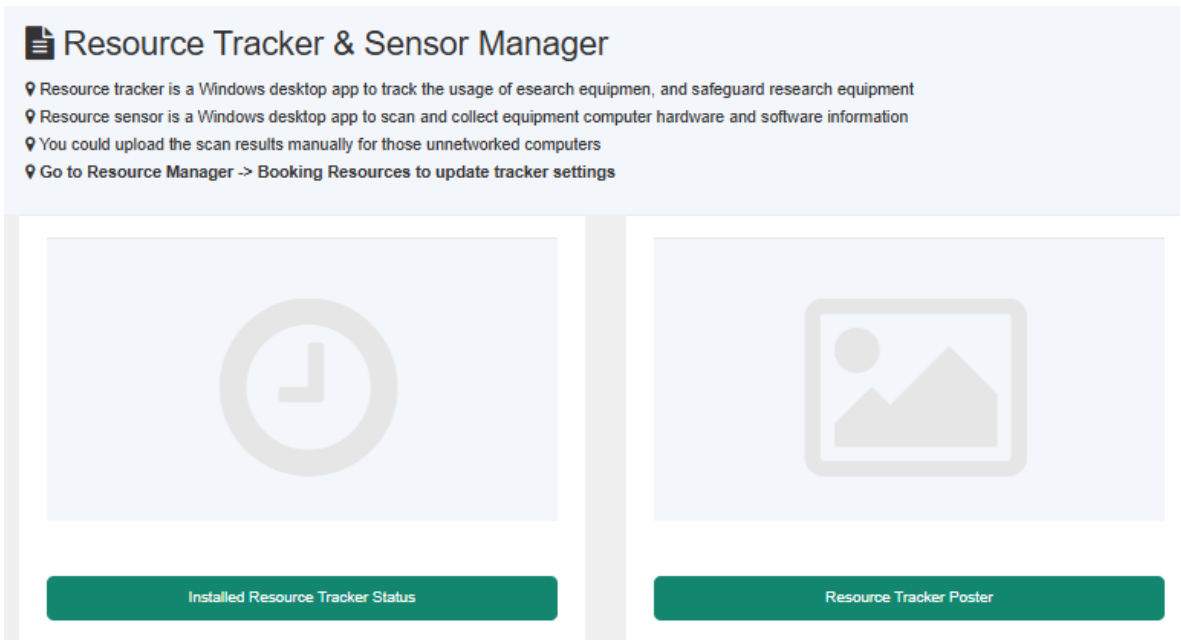 Resource Tracker & Sensor Manager
Resource tracker is a Windows desktop app to track the usage of esearch equipmen, and safeguard research equipment
Resource sensor is a Windows desktop app to scan and collect equipment computer hardware and software information
You could upload the scan results manually for those unnetworked computers
Go to Resource Manager -> Booking Resources to update tracker settings
Installed Resource Tracker Status
Resource Tracker Poster